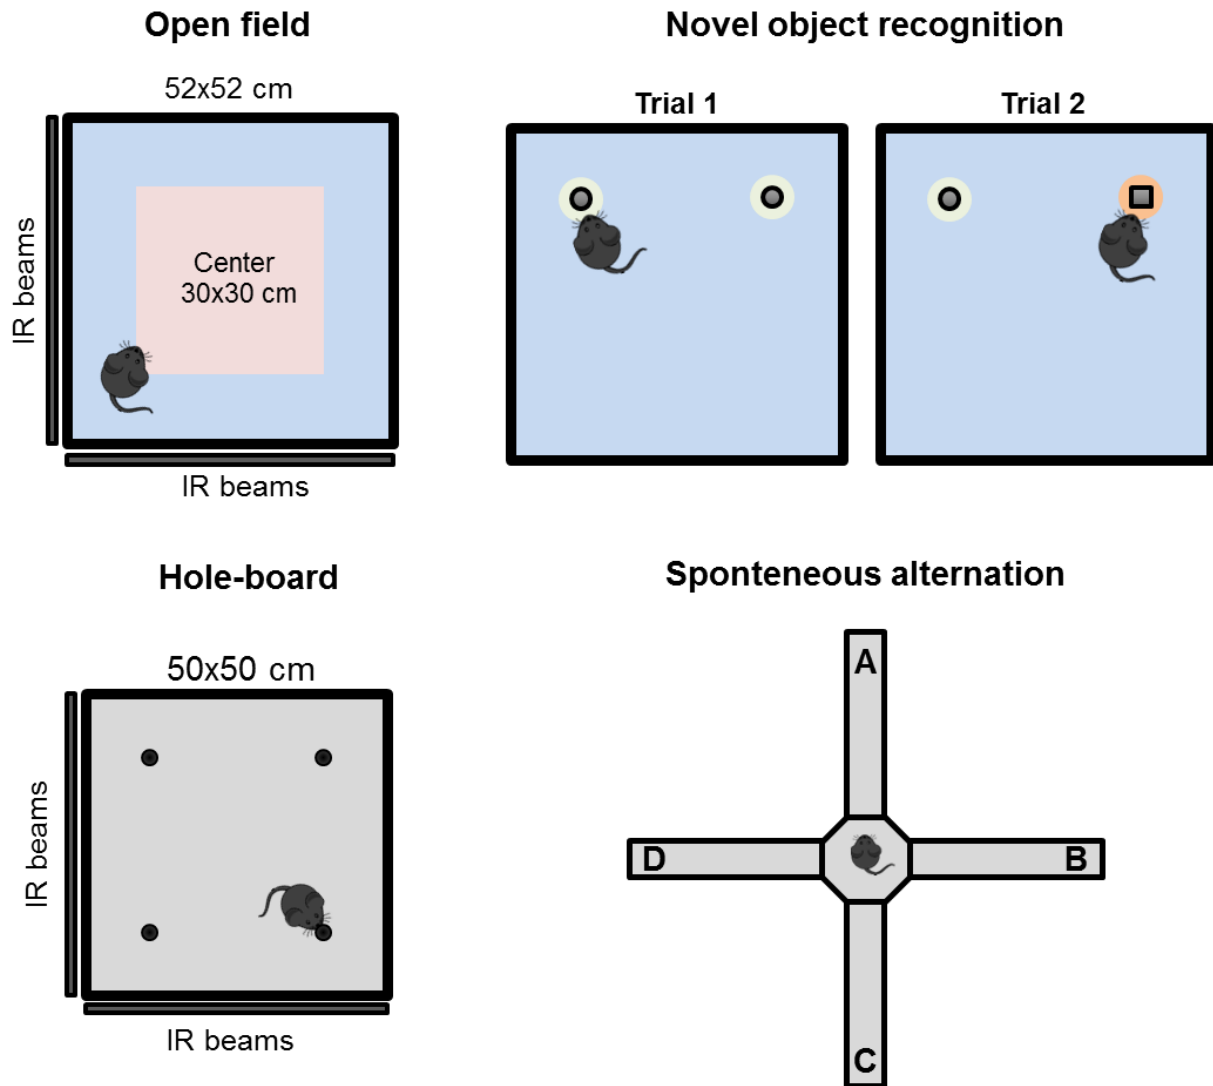 Open field
52x52 cm
IR beams
Center
30x30 cm
IR beams
Novel object recognition
Trial 1
Trial 2
Hole-board
50x50 cm
IR beams
IR beams
Sponteneous alternation
A
D
B
C